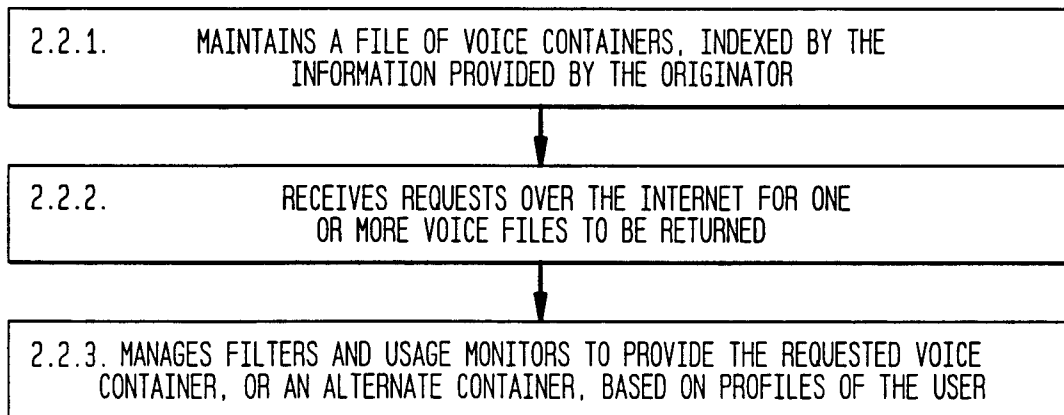 2.2.1. MAINTAINS A FILE OF VOICE CONTAINERS, INDEXED BY THE
INFORMATION PROVIDED BY THE ORIGINATOR
2.2.2. RECEIVES REQUESTS OVER THE INTERNET FOR ONE
OR MORE VOICE FILES TO BE RETURNED
2.2.3. MANAGES FILTERS AND USAGE MONITORS TO PROVIDE THE REQUESTED VOICE
CONTAINER, OR AN ALTERNATE CONTAINER, BASED ON PROFILES OF THE USER